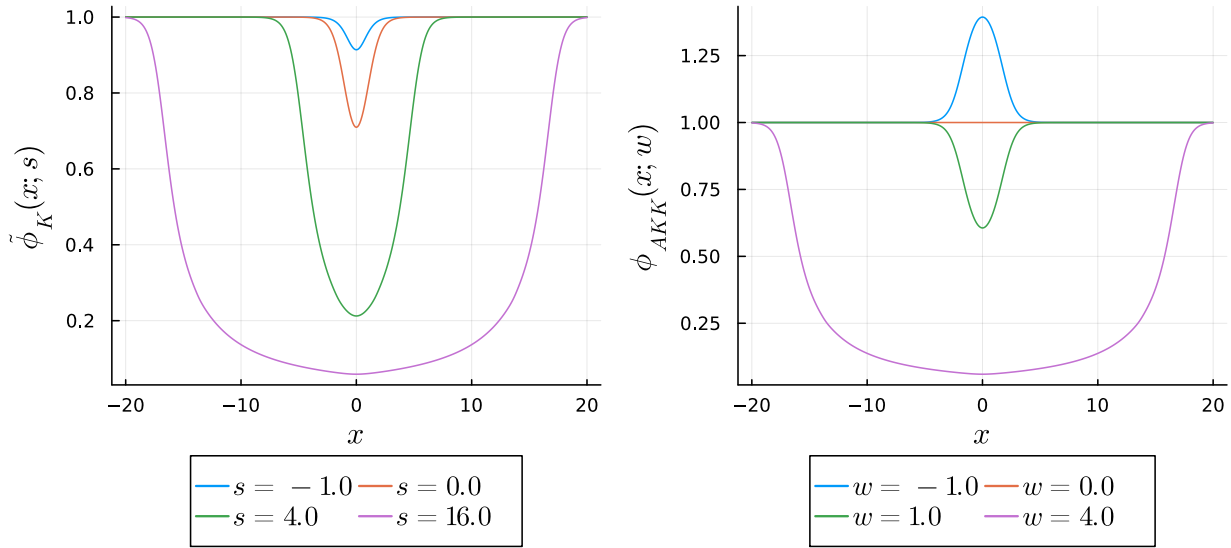 1.0
0.8
0.6
0.4
0.2
ϕ̃_K(x; s)
−20 −10 0 10 20
x
s = − 1.0 s = 0.0
s = 4.0 s = 16.0
1.25
1.00
0.75
0.50
0.25
ϕ_AKK(x; w)
−20 −10 0 10 20
x
w = − 1.0 w = 0.0
w = 1.0 w = 4.0